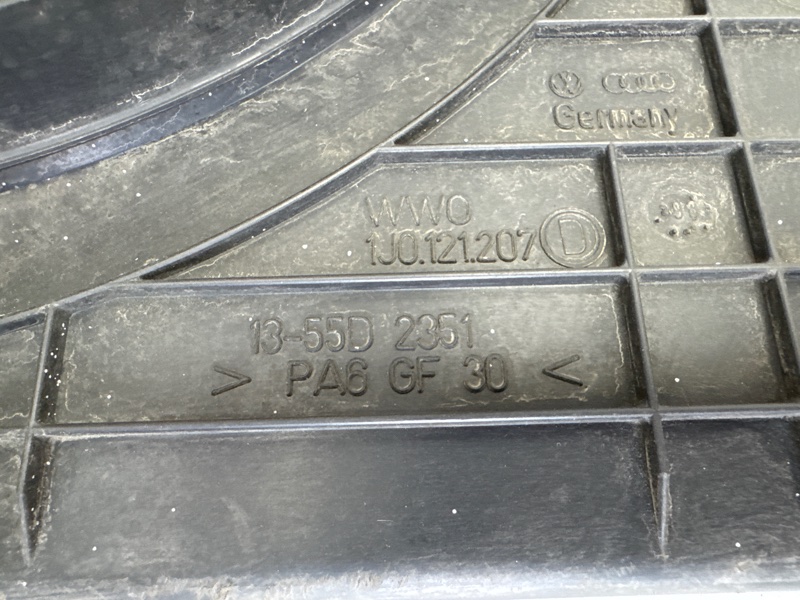 Germany
WWO
1J0.121.207 D
13-55D 2351
> PA6 GF 30 <